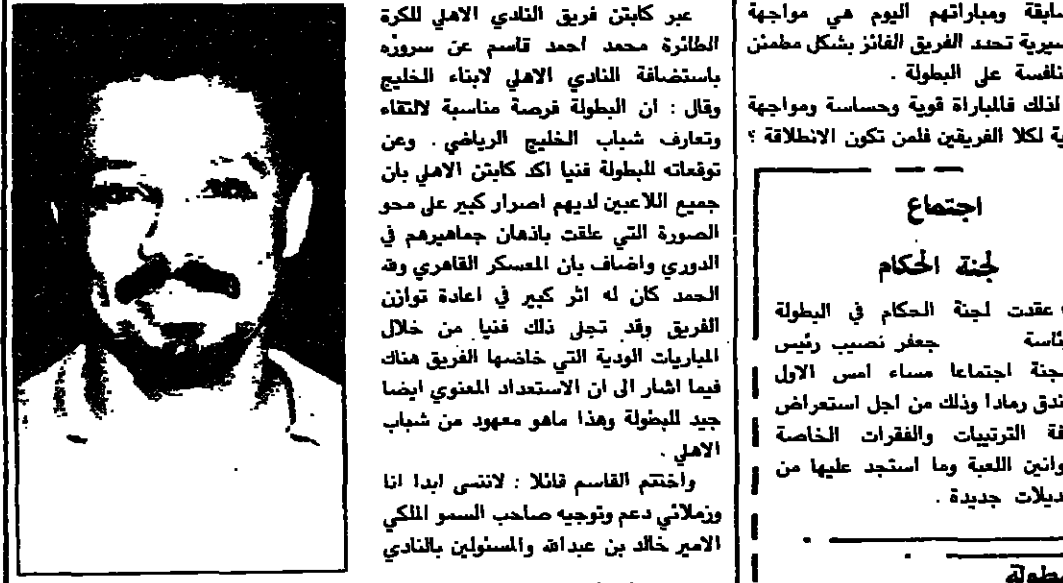 سابقة ومباراتهم اليوم هي مواجهة
تحدد الفريق الفائز بشكل مطمئن
على البطولة .
لذلك فالمباراة قوية وحساسة ومواجهة
لكلا الفريقين فلمن تكون الانطلاقة ؟
اجتماع
لجنة الحكام
عقدت لجنة الحكام في البطولة
جعفر نصيب رئيس
اجتماعا مساء امس الاول
رمادا وذلك من اجل استعراض
الترتيبات والفقرات الخاصة
اللعبة وما استجد عليها من
جديدة .
عبر كابتن فريق النادي الاهلي للكرة
الطائرة محمد احمد قاسم عن سروره
باستضافة النادي الاهلي لابناء الخليج
وقال : ان البطولة فرصة مناسبة لالتقاء
وتعارف شباب الخليج الرياضي . وعن
توقعاته للبطولة فنيا اكد كابتن الاهلي بان
جميع اللاعبين لديهم اصرار كبير على محو
الصورة التي علقت باذهان جماهيرهم في
الدوري واضاف بان المعسكر القاهري ولله
الحمد كان له اثر كبير في اعادة توازن
الفريق وقد تجلى ذلك فنيا من خلال
المباريات الودية التي خاضها الفريق هناك
فيما اشار الى ان الاستعداد المعنوي ايضا
جيد للبطولة وهذا ماهو معهود من شباب
الاهلي .
واختتم القاسم قائلا : لاننسى ابدا انا
وزملائي دعم وتوجيه صاحب السمو الملكي
الامير خالد بن عبدالله والمسئولين بالنادي